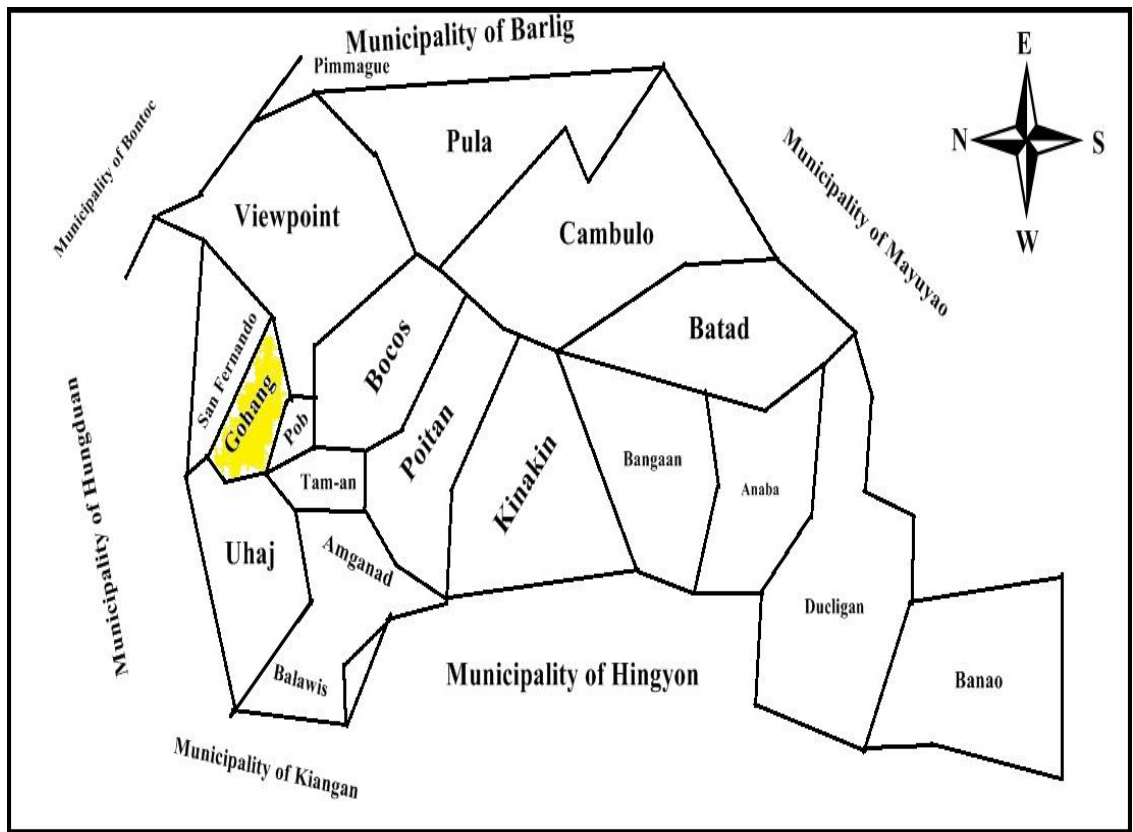 Municipality of Barlig
Pimmague
E
N
S
W
Municipality of Bontoc
Pula
Viewpoint
Cambulo
Municipality of Mayuyao
San Fernando
Gohang
Pob
Bocos
Batad
Poitan
Kinakin
Bangaan
Anaba
Tam-an
Uhaj
Amganad
Municipality of Hungduan
Ducligan
Balawis
Municipality of Hingyon
Banao
Municipality of Kiangan